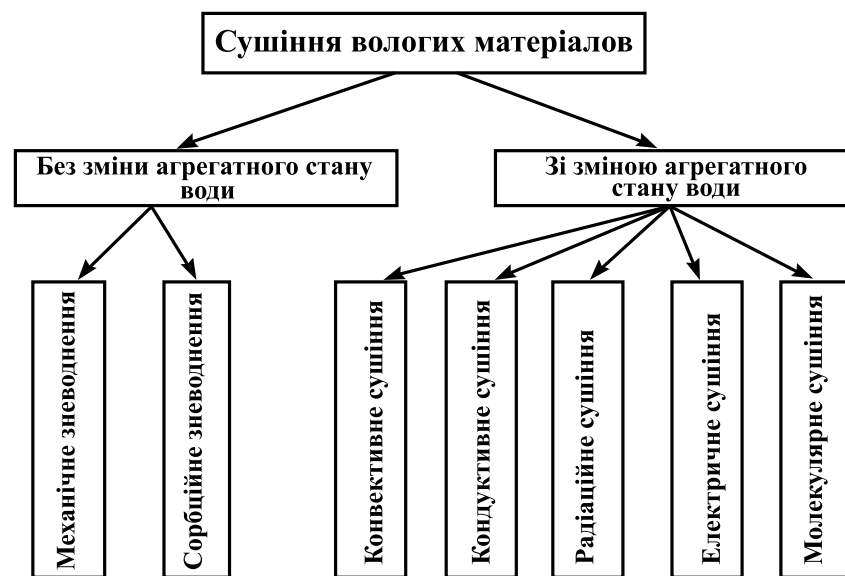 Сушіння вологих матеріалов
Без зміни агрегатного стану
води
Зі зміною агрегатного
стану води
Механічне зневоднення
Сорбційне зневоднення
Конвективне сушіння
Кондуктивне сушіння
Радіаційне сушіння
Електричне сушіння
Молекулярне сушіння